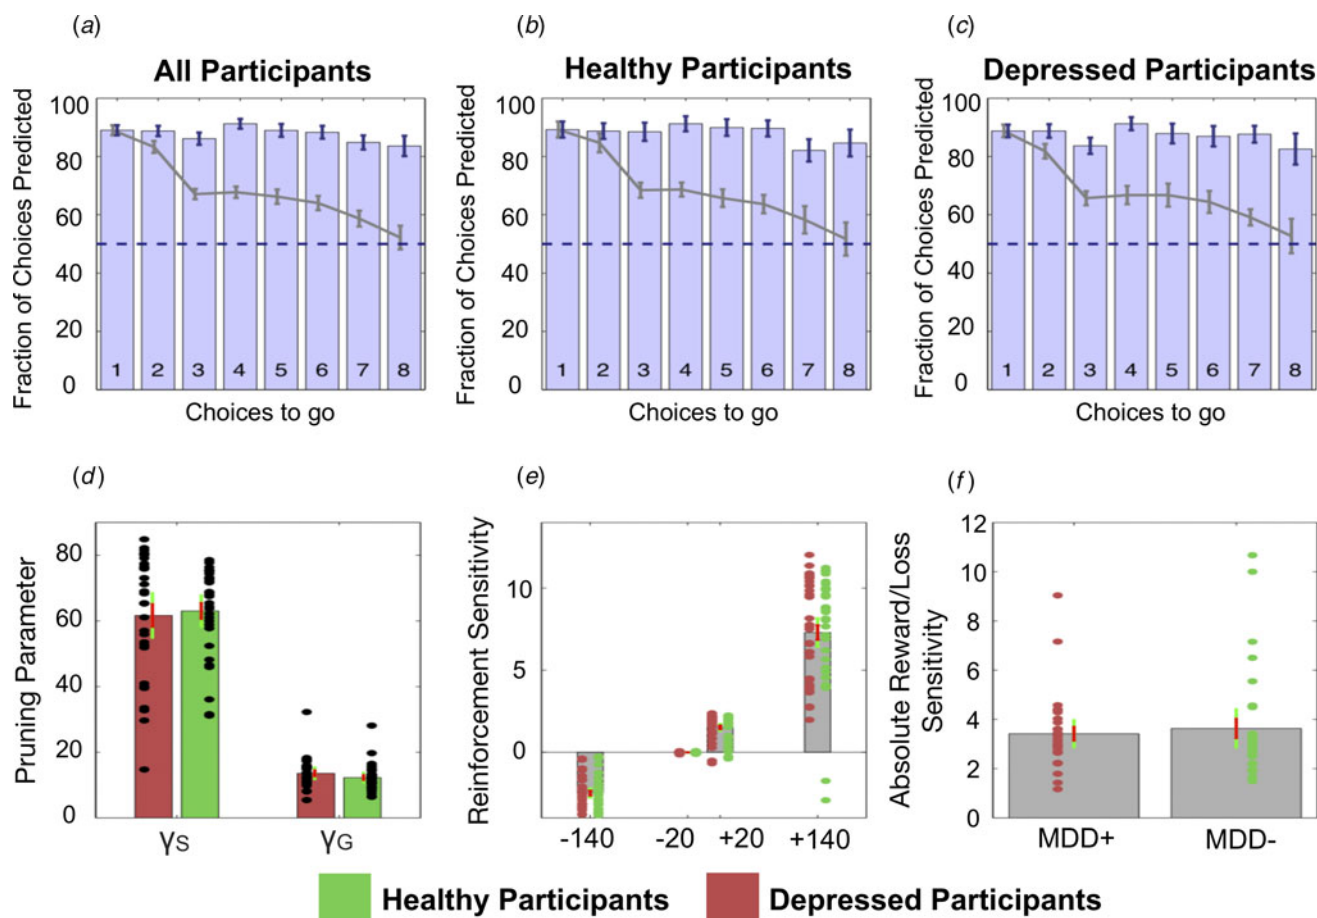 (a)
All Participants
Fraction of Choices Predicted
100
80
60
40
20
0
1 2 3 4 5 6 7 8
Choices to go
(b)
Healthy Participants
Fraction of Choices Predicted
100
80
60
40
20
0
1 2 3 4 5 6 7 8
Choices to go
(c)
Depressed Participants
Fraction of Choices Predicted
100
80
60
40
20
0
1 2 3 4 5 6 7 8
Choices to go
(d)
Pruning Parameter
80
60
40
20
0
γS γG
(e)
Reinforcement Sensitivity
10
5
0
-140 -20 +20 +140
(f)
Absolute Reward/Loss
Sensitivity
12
10
8
6
4
2
0
MDD+ MDD-
Healthy Participants Depressed Participants